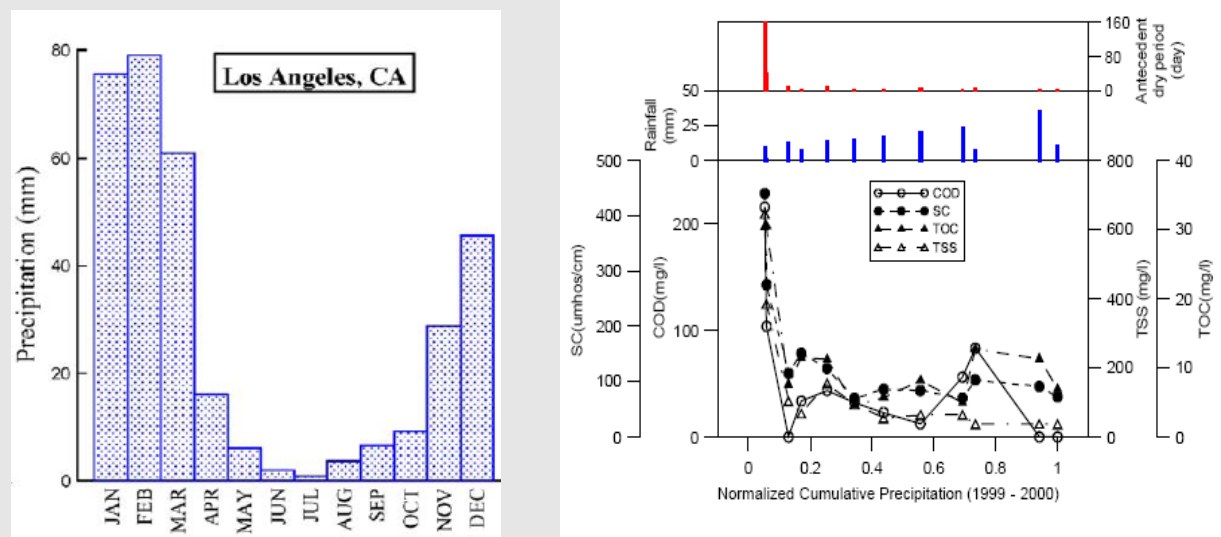 Los Angeles, CA
Precipitation (mm)
80
60
40
20
0
JAN
FEB
MAR
APR
MAY
JUN
JUL
AUG
SEP
OCT
NOV
DEC
160
80
0
Antecedent
dry period
(day)
50
25
0
Rainfall
(mm)
500
400
300
200
100
0
SC(umhos/cm)
200
100
0
COD(mg/l)
COD
SC
TOC
TSS
800
600
400
200
0
TSS (mg/l)
40
30
20
10
0
TOC(mg/l)
0
0.2
0.4
0.6
0.8
1
Normalized Cumulative Precipitation (1999 - 2000)